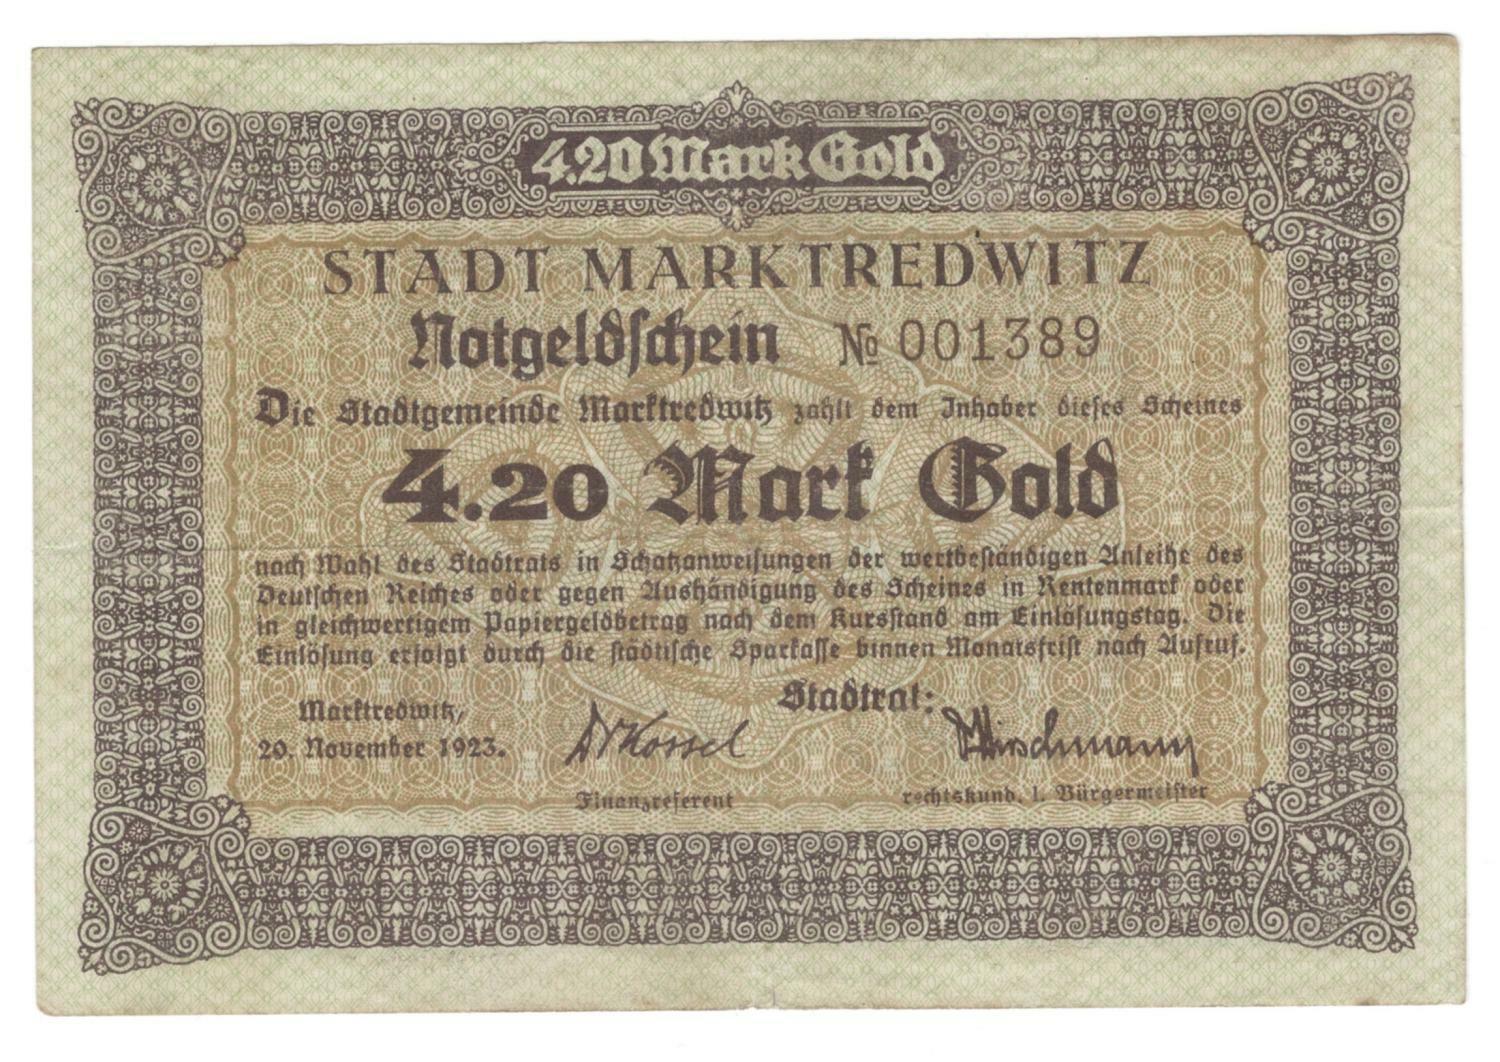 4.20 Mark Gold
STADT MARKTREDWITZ
Notgeldschein № 001389
Die Stadtgemeinde Marktredwitz zahlt dem Inhaber dieses Scheines
4.20 Mark Gold
nach Wahl des Stadtrats in Schatzanweisungen der wertbeständigen Anleihe des
Deutschen Reiches oder gegen Aushändigung des Scheines in Rentenmark oder
in gleichwertigem Papiergeldbetrag nach dem Kursstand am Einlösungstag. Die
Einlösung erfolgt durch die städtische Sparkasse binnen Monatsfrist nach Aufruf.
Stadtrat:
Marktredwitz,
20. November 1923.
Dr Kossel
Hirschmann
Finanzreferent
rechtskund. 1. Bürgermeister